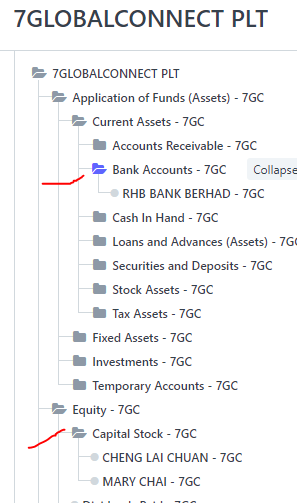 7GLOBALCONNECT PLT
7GLOBALCONNECT PLT
Application of Funds (Assets) - 7GC
Current Assets - 7GC
Accounts Receivable - 7GC
Bank Accounts - 7GC Collapse
RHB BANK BERHAD - 7GC
Cash In Hand - 7GC
Loans and Advances (Assets) - 7GC
Securities and Deposits - 7GC
Stock Assets - 7GC
Tax Assets - 7GC
Fixed Assets - 7GC
Investments - 7GC
Temporary Accounts - 7GC
Equity - 7GC
Capital Stock - 7GC
CHENG LAI CHUAN - 7GC
MARY CHAI - 7GC